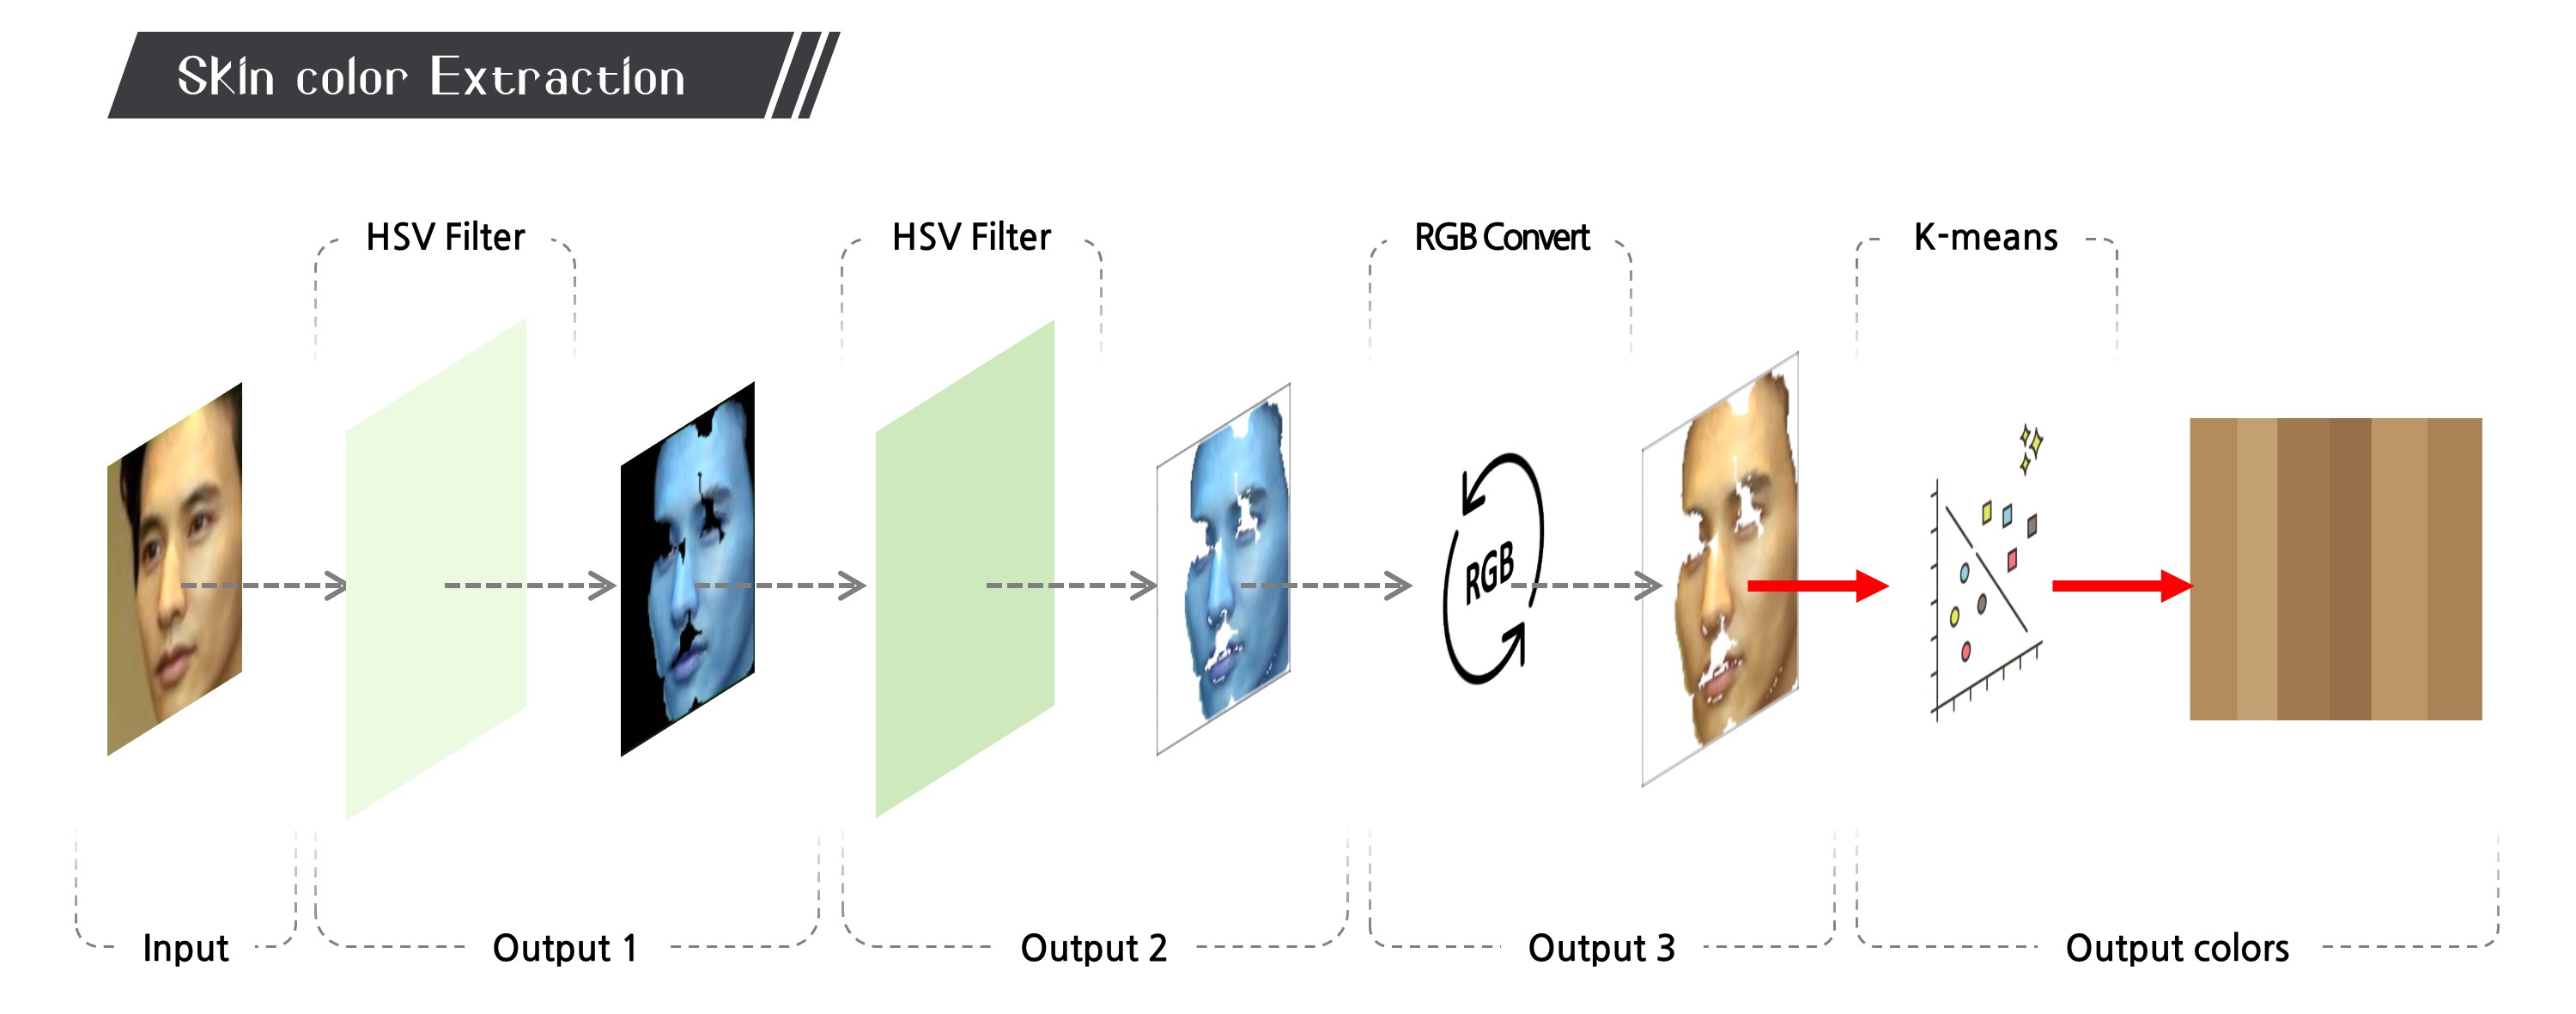 Skin color Extraction
HSV Filter
HSV Filter
RGB Convert
K-means
RGB
Input
Output 1
Output 2
Output 3
Output colors